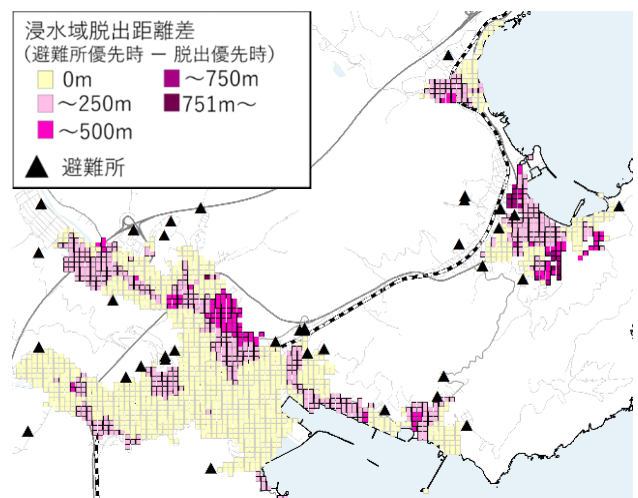 浸水域脱出距離差
(避難所優先時 － 脱出優先時)
0m
～250m
～500m
～750m
751m～
避難所